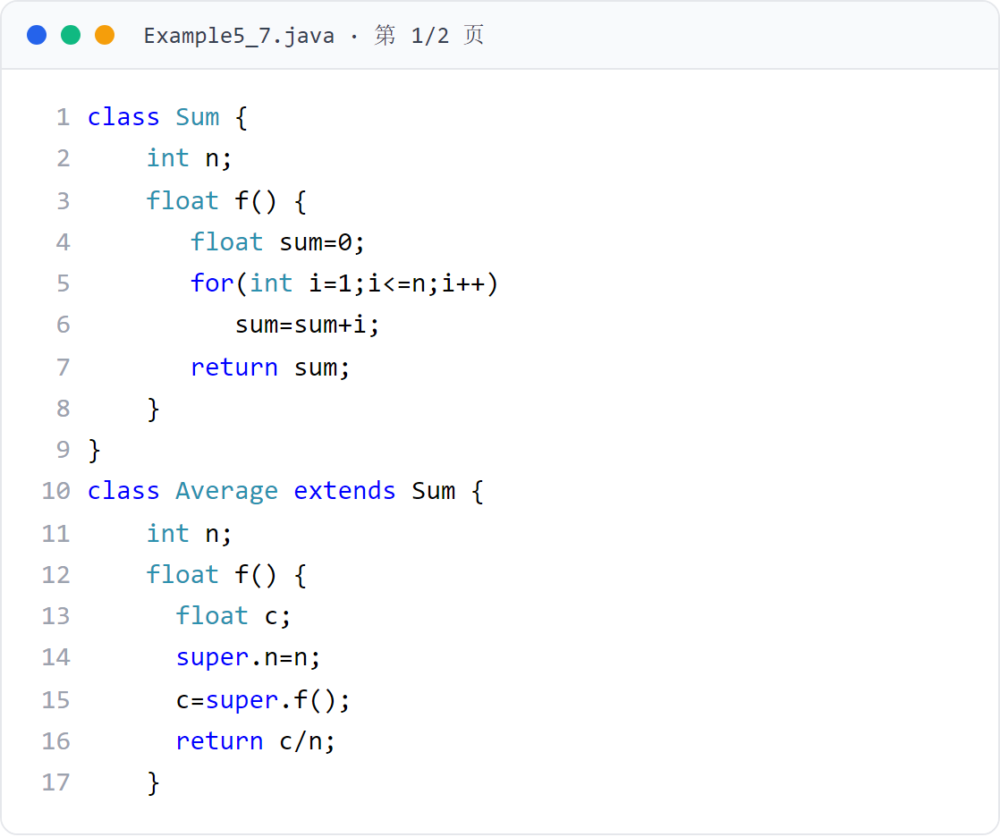 Example5_7.java · 第 1/2 页
1 class Sum {
2     int n;
3     float f() {
4        float sum=0;
5        for(int i=1;i<=n;i++)
6           sum=sum+i;
7        return sum;
8     }
9 }
10 class Average extends Sum {
11     int n;
12     float f() {
13       float c;
14       super.n=n;
15       c=super.f();
16       return c/n;
17     }